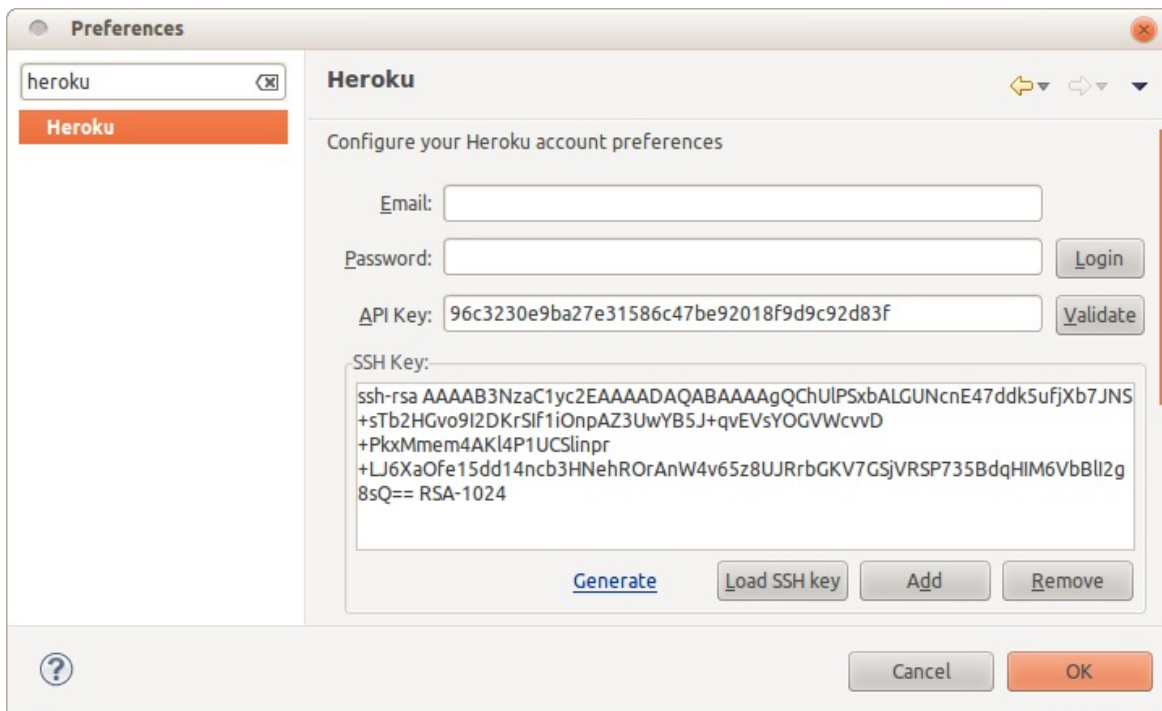 Preferences
heroku
Heroku
Heroku
Configure your Heroku account preferences
Email:
Password:
Login
API Key: 96c3230e9ba27e31586c47be92018f9d9c92d83f
Validate
SSH Key:
ssh-rsa AAAAB3NzaC1yc2EAAAADAQABAAAAgQChUlPSxbALGUNcnE47ddk5ufjXb7JNS
+sTb2HGvo9I2DKrSIf1iOnpAZ3UwYB5J+qvEVsYOGVWcvvD
+PkxMmem4AKl4P1UCSlinpr
+LJ6XaOfe15dd14ncb3HNehROrAnW4v65z8UJRrbGKV7GSjVRSP735BdqHIM6VbBlI2g
8sQ== RSA-1024
Generate
Load SSH key
Add
Remove
Cancel
OK